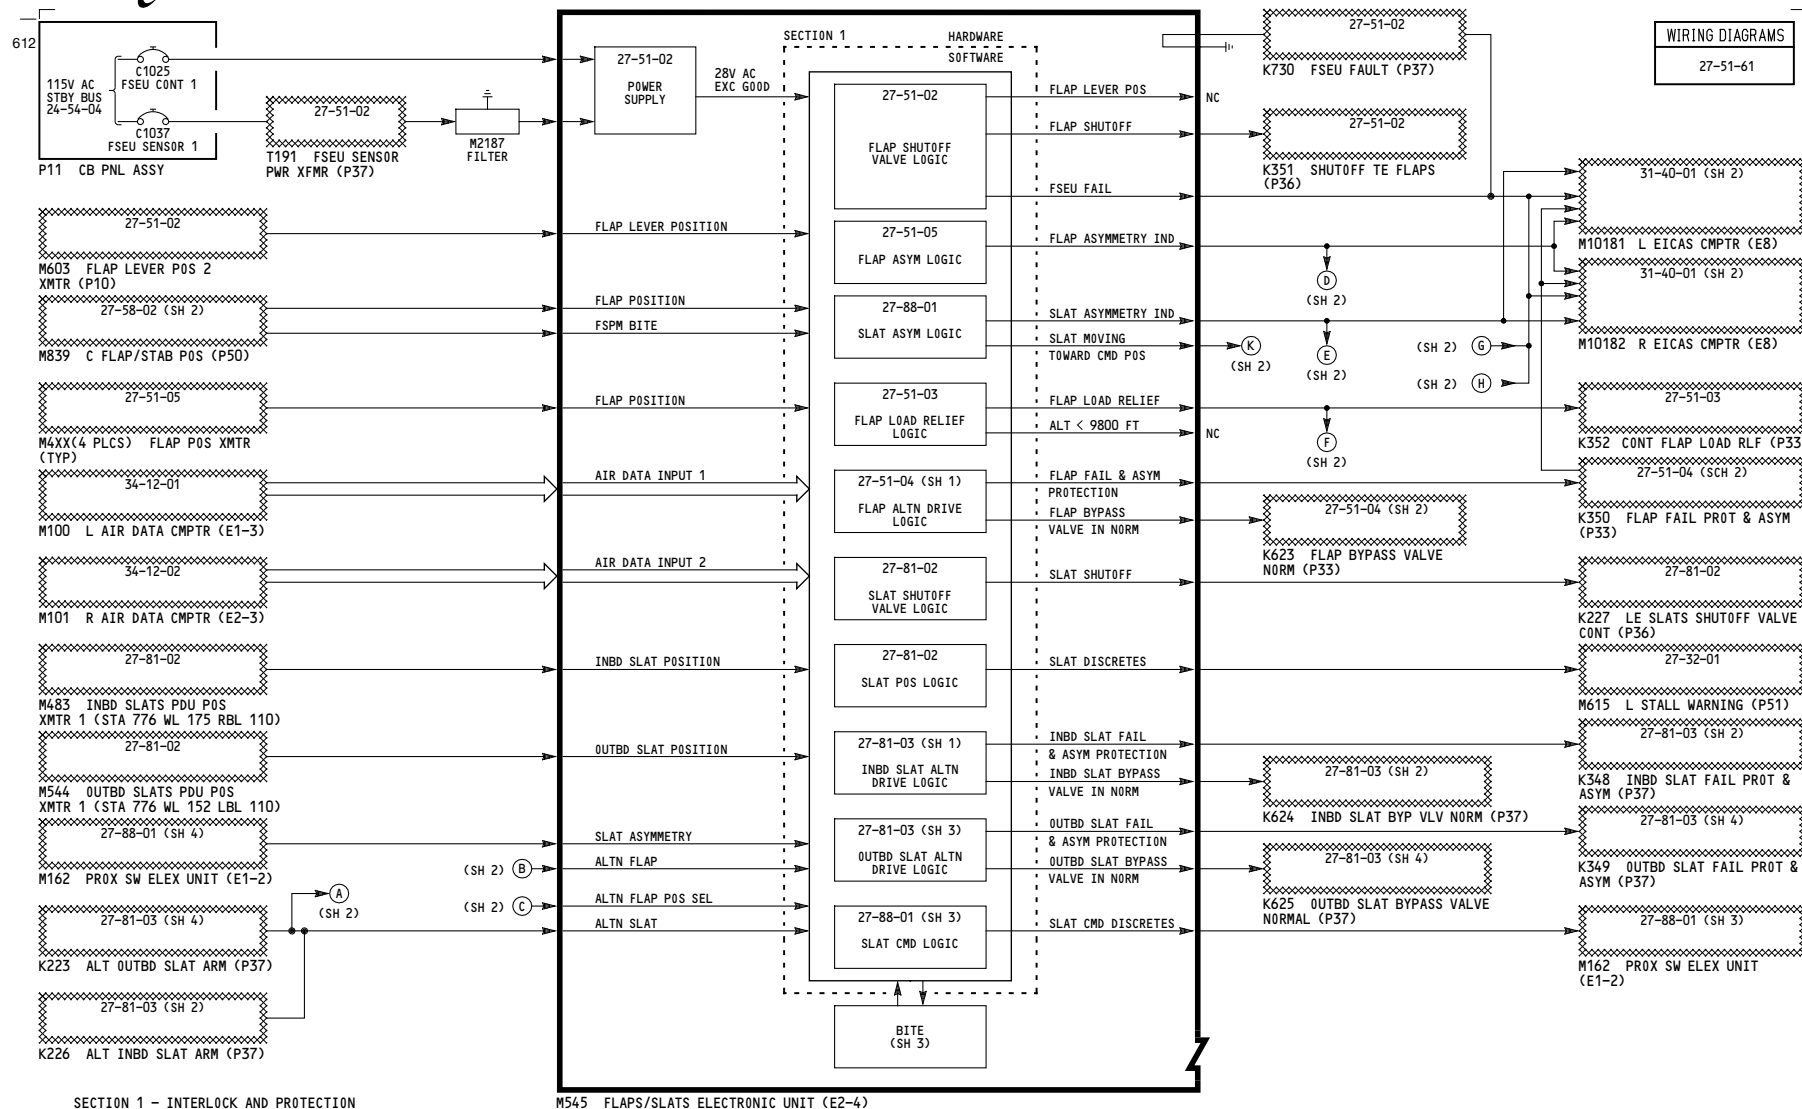 612
115V AC
STBY BUS
24-54-04
C1025
FSEU CONT 1
C1037
FSEU SENSOR 1
P11 CB PNL ASSY
27-51-02
T191 FSEU SENSOR
PWR XFMR (P37)
M2187
FILTER
27-51-02
M603 FLAP LEVER POS 2
XMTR (P10)
27-58-02 (SH 2)
M839 C FLAP/STAB POS (P50)
27-51-05
M4XX(4 PLCS) FLAP POS XMTR
(TYP)
34-12-01
M100 L AIR DATA CMPTR (E1-3)
34-12-02
M101 R AIR DATA CMPTR (E2-3)
27-81-02
M483 INBD SLATS PDU POS
XMTR 1 (STA 776 WL 175 RBL 110)
27-81-02
M544 OUTBD SLATS PDU POS
XMTR 1 (STA 776 WL 152 LBL 110)
27-88-01 (SH 4)
M162 PROX SW ELEX UNIT (E1-2)
(SH 2) B
A
(SH 2)
(SH 2) C
27-81-03 (SH 4)
K223 ALT OUTBD SLAT ARM (P37)
27-81-03 (SH 2)
K226 ALT INBD SLAT ARM (P37)
SECTION 1 - INTERLOCK AND PROTECTION
27-51-02
POWER
SUPPLY
28V AC
EXC GOOD
FLAP LEVER POSITION
FLAP POSITION
FSPM BITE
FLAP POSITION
AIR DATA INPUT 1
AIR DATA INPUT 2
INBD SLAT POSITION
OUTBD SLAT POSITION
SLAT ASYMMETRY
ALTN FLAP
ALTN FLAP POS SEL
ALTN SLAT
SECTION 1
HARDWARE
SOFTWARE
27-51-02
FLAP SHUTOFF
VALVE LOGIC
27-51-05
FLAP ASYM LOGIC
27-88-01
SLAT ASYM LOGIC
27-51-03
FLAP LOAD RELIEF
LOGIC
27-51-04 (SH 1)
FLAP ALTN DRIVE
LOGIC
27-81-02
SLAT SHUTOFF
VALVE LOGIC
27-81-02
SLAT POS LOGIC
27-81-03 (SH 1)
INBD SLAT ALTN
DRIVE LOGIC
27-81-03 (SH 3)
OUTBD SLAT ALTN
DRIVE LOGIC
27-88-01 (SH 3)
SLAT CMD LOGIC
BITE
(SH 3)
M545 FLAPS/SLATS ELECTRONIC UNIT (E2-4)
FLAP LEVER POS
FLAP SHUTOFF
FSEU FAIL
FLAP ASYMMETRY IND
SLAT ASYMMETRY IND
SLAT MOVING
TOWARD CMD POS
FLAP LOAD RELIEF
ALT < 9800 FT
FLAP FAIL & ASYM
PROTECTION
FLAP BYPASS
VALVE IN NORM
SLAT SHUTOFF
SLAT DISCRETES
INBD SLAT FAIL
& ASYM PROTECTION
INBD SLAT BYPASS
VALVE IN NORM
OUTBD SLAT FAIL
& ASYM PROTECTION
OUTBD SLAT BYPASS
VALVE IN NORM
SLAT CMD DISCRETES
27-51-02
K730 FSEU FAULT (P37)
NC
27-51-02
K351 SHUTOFF TE FLAPS
(P36)
D
(SH 2)
K
(SH 2)
E
(SH 2)
(SH 2) G
(SH 2) H
NC
F
(SH 2)
27-51-04 (SH 2)
K623 FLAP BYPASS VALVE
NORM (P33)
27-81-03 (SH 2)
K624 INBD SLAT BYP VLV NORM (P37)
27-81-03 (SH 4)
K625 OUTBD SLAT BYPASS VALVE
NORMAL (P37)
WIRING DIAGRAMS
27-51-61
31-40-01 (SH 2)
M10181 L EICAS CMPTR (E8)
31-40-01 (SH 2)
M10182 R EICAS CMPTR (E8)
27-51-03
K352 CONT FLAP LOAD RLF (P33
27-51-04 (SCH 2)
K350 FLAP FAIL PROT & ASYM
(P33)
27-81-02
K227 LE SLATS SHUTOFF VALVE
CONT (P36)
27-32-01
M615 L STALL WARNING (P51)
27-81-03 (SH 2)
K348 INBD SLAT FAIL PROT &
ASYM (P37)
27-81-03 (SH 4)
K349 OUTBD SLAT FAIL PROT &
ASYM (P37)
27-88-01 (SH 3)
M162 PROX SW ELEX UNIT
(E1-2)